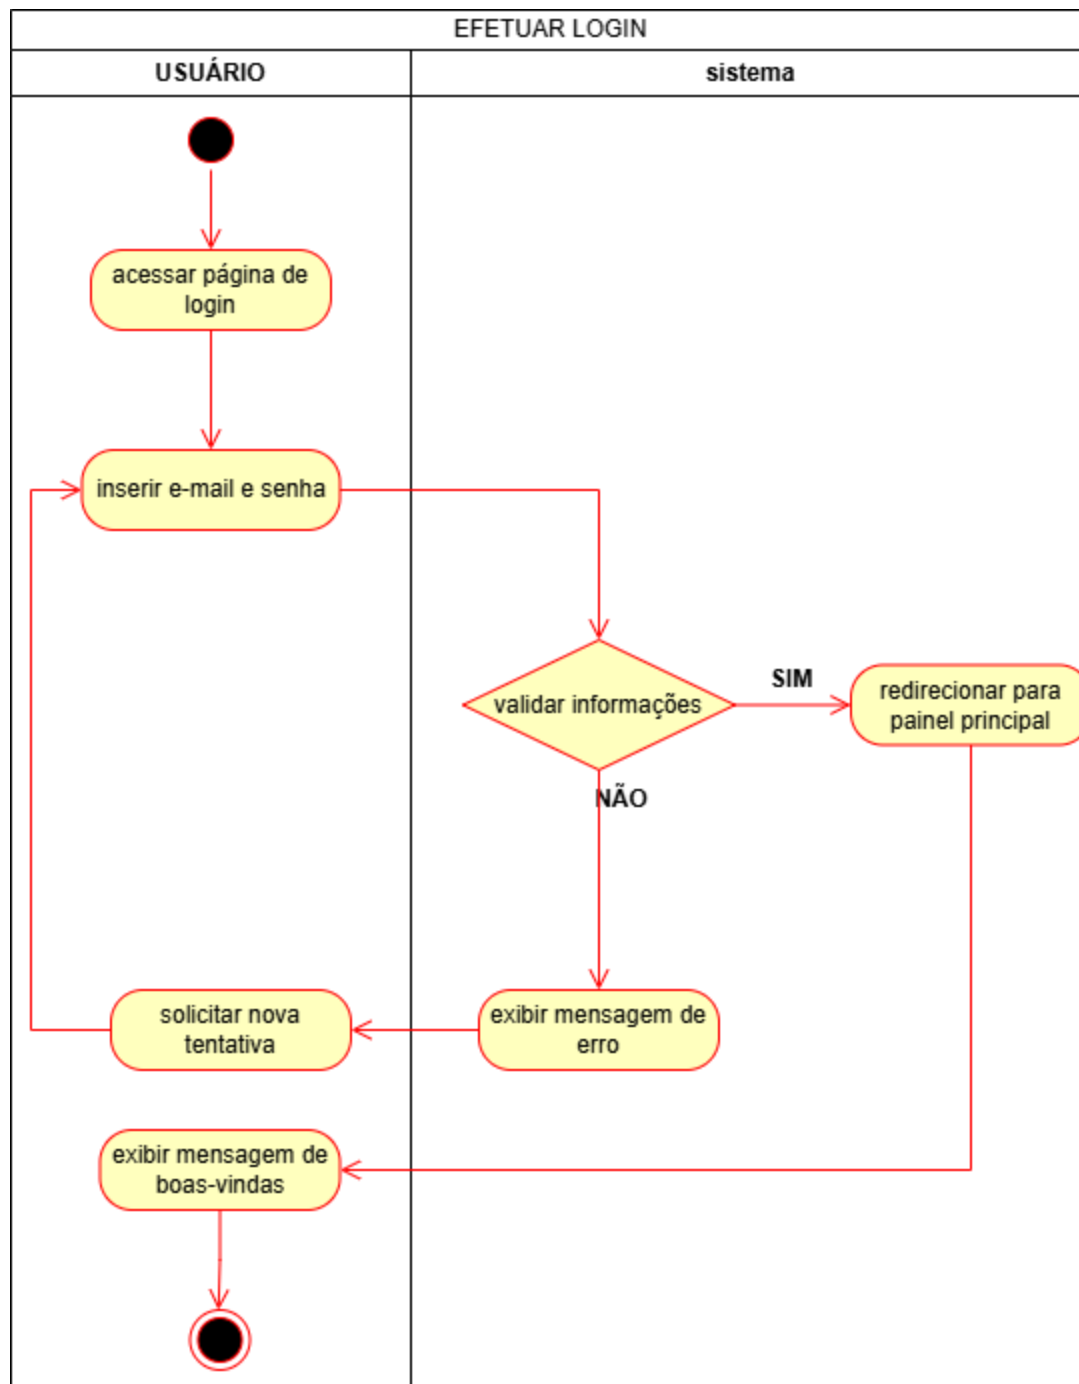 EFETUAR LOGIN
USUÁRIO
sistema
acessar página de
login
inserir e-mail e senha
validar informações
SIM
redirecionar para
painel principal
NÃO
solicitar nova
tentativa
exibir mensagem de
erro
exibir mensagem de
boas-vindas